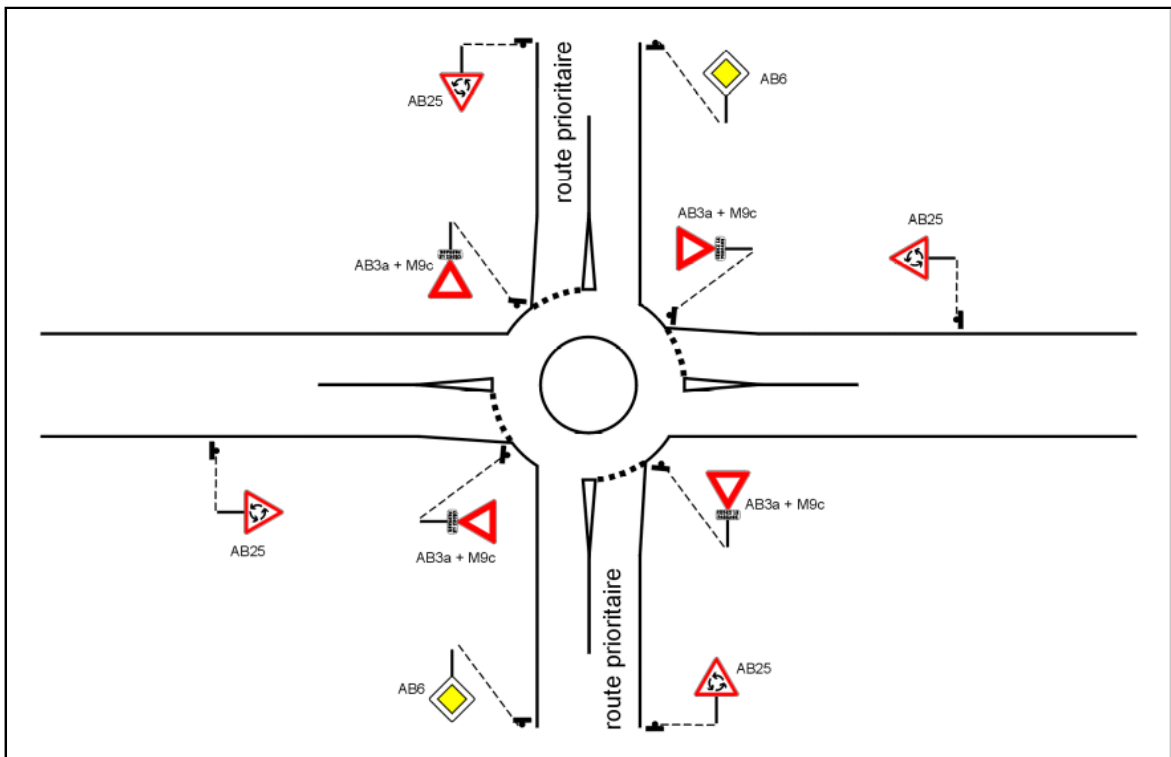 route prioritaire
AB25
AB6
AB3a + M9c
AB25
AB3a + M9c
AB3a + M9c
AB25
AB3a + M9c
route prioritaire
AB6
AB25